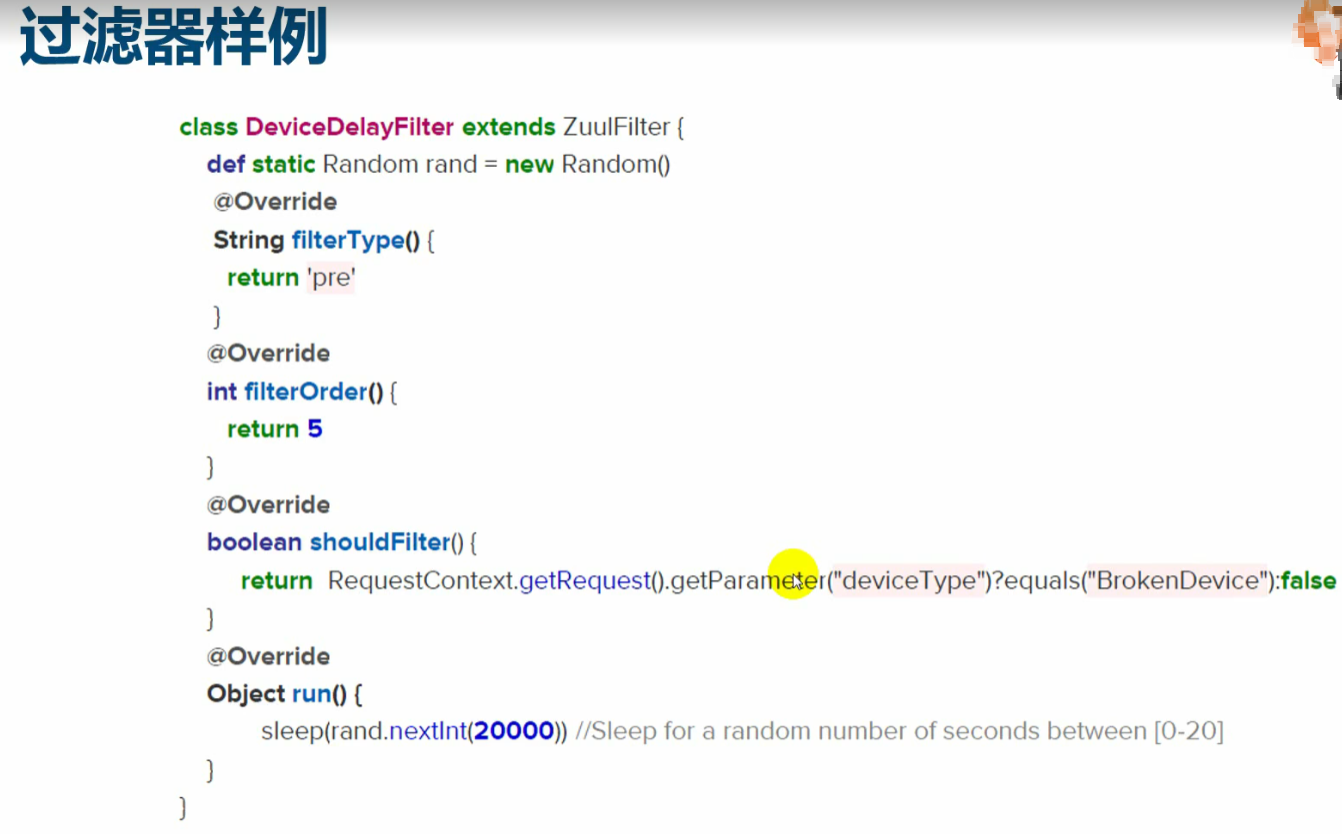 过滤器样例
class DeviceDelayFilter extends ZuulFilter {
def static Random rand = new Random()
@Override
String filterType() {
return 'pre'
}
@Override
int filterOrder() {
return 5
}
@Override
boolean shouldFilter() {
return RequestContext.getRequest().getParameter("deviceType")?equals("BrokenDevice"):false
}
@Override
Object run() {
sleep(rand.nextInt(20000)) //Sleep for a random number of seconds between [0-20]
}
}